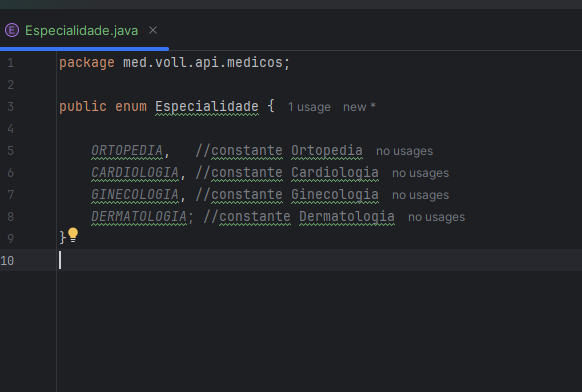 E Especialidade.java ×
1 package med.voll.api.medicos;
2
3 public enum Especialidade { 1 usage new *
4
5 ORTOPEDIA, //constante Ortopedia no usages
6 CARDIOLOGIA, //constante Cardiologia no usages
7 GINECOLOGIA, //constante Ginecologia no usages
8 DERMATOLOGIA; //constante Dermatologia no usages
9 }
10